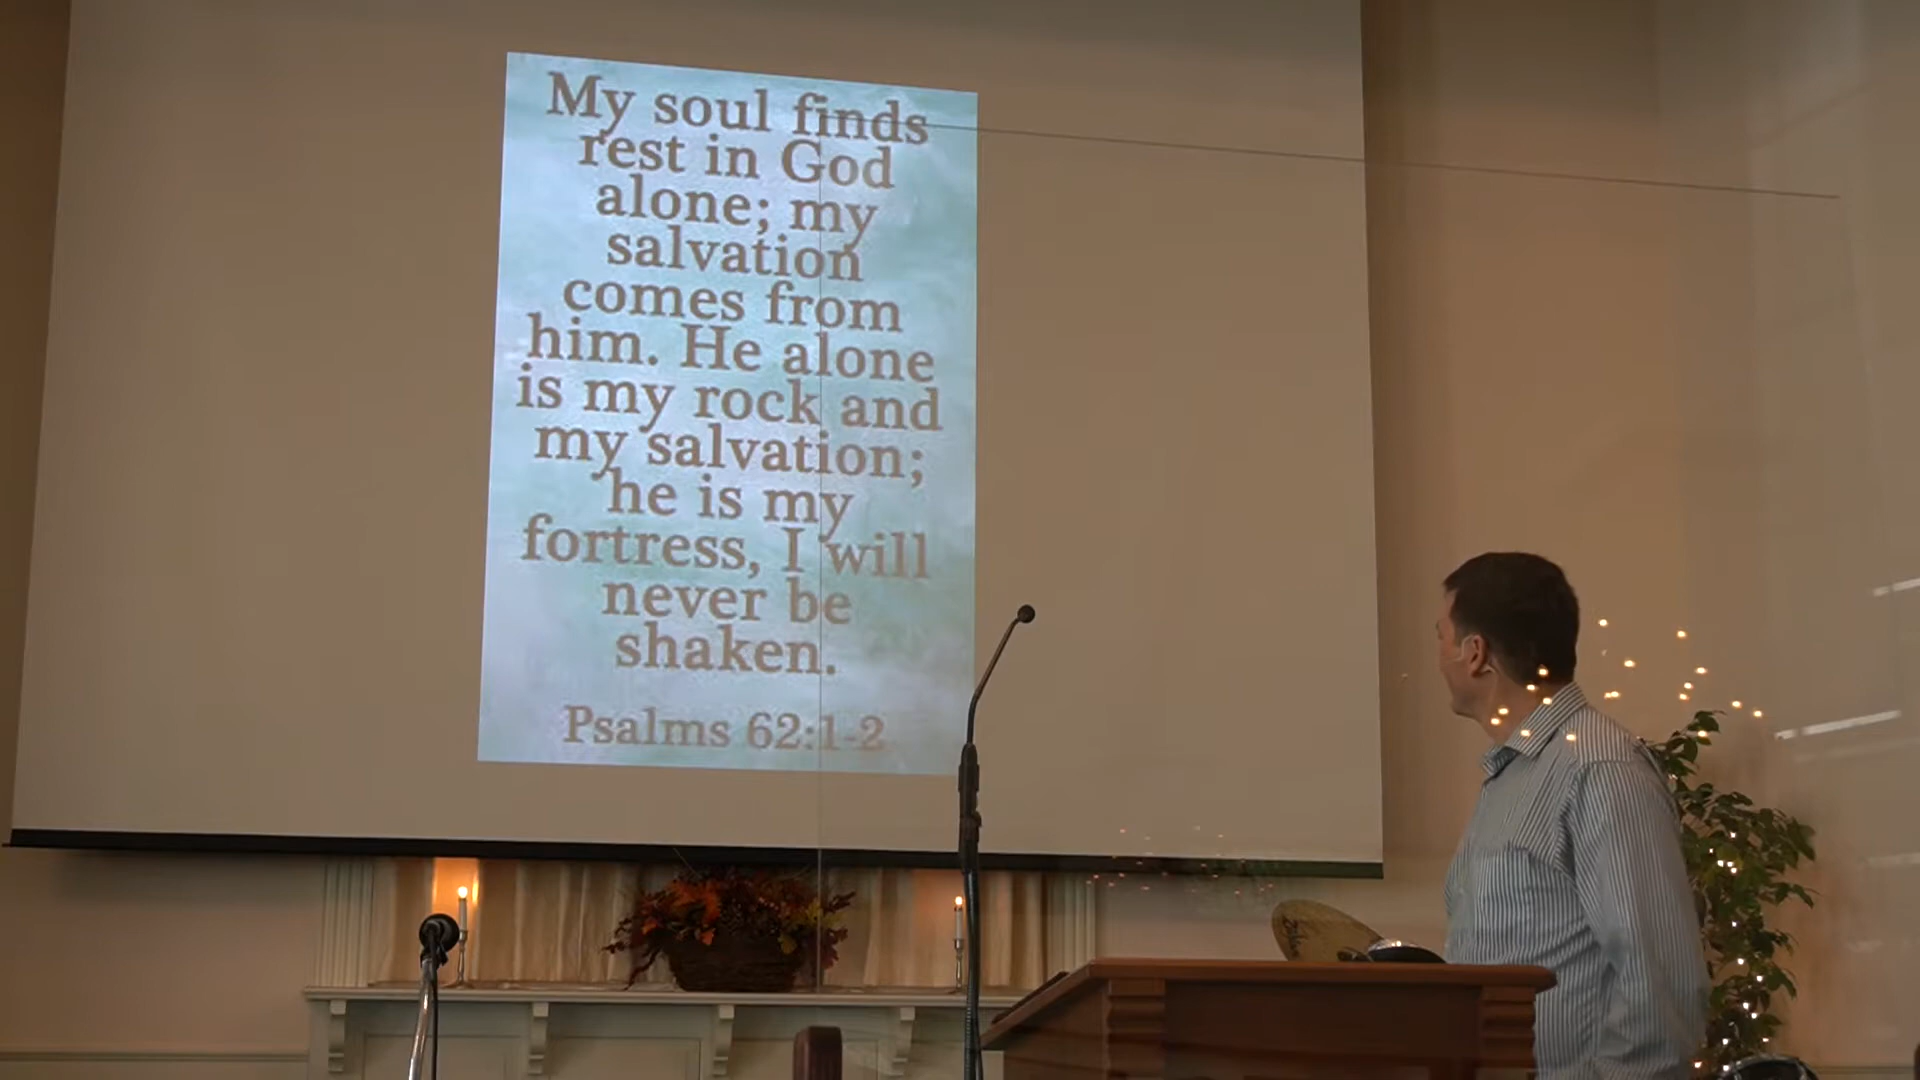 My soul finds
rest in God
alone; my
salvation
comes from
him. He alone
is my rock and
my salvation;
he is my
fortress, I will
never be
shaken.
Psalms 62:1-2